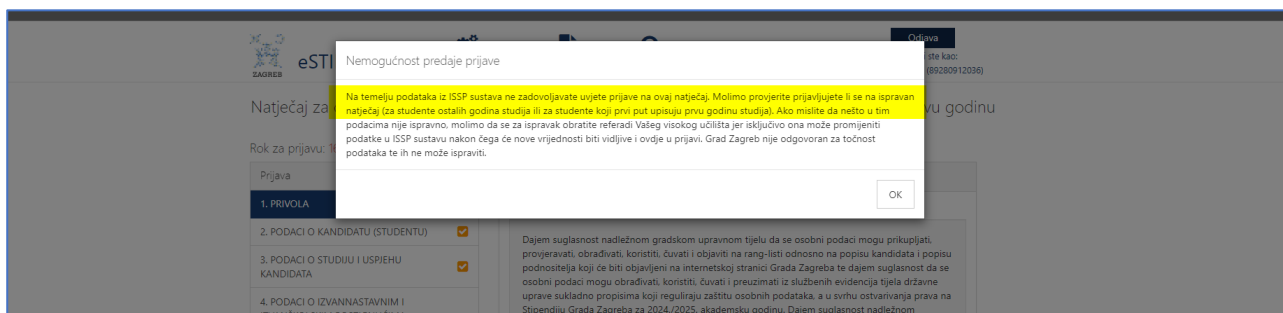 Odjava
eSTI
Nemogućnost predaje prijave
ste kao:
(89280912036)
ZAGREB
Na temelju podataka iz ISSP sustava ne zadovoljavate uvjete prijave na ovaj natječaj. Molimo provjerite prijavljujete li se na ispravan
natječaj (za studente ostalih godina studija ili za studente koji prvi put upisuju prvu godinu studija). Ako mislite da nešto u tim
podacima nije ispravno, molimo da se za ispravak obratite referadi Vašeg visokog učilišta jer isključivo ona može promijeniti
podatke u ISSP sustavu nakon čega će nove vrijednosti biti vidljive i ovdje u prijavi. Grad Zagreb nije odgovoran za točnost
podataka te ih ne može ispraviti.
OK
Natječaj za
vu godinu
Rok za prijavu:
Prijava
1. PRIVOLA
2. PODACI O KANDIDATU (STUDENTU)
3. PODACI O STUDIJU I USPJEHU
KANDIDATA
4. PODACI O IZVANNASTAVNIM I
Dajem suglasnost nadležnom gradskom upravnom tijelu da se osobni podaci mogu prikupljati,
provjeravati, obrađivati, koristiti, čuvati i objaviti na rang-listi odnosno na popisu kandidata i popisu
podnositelja koji će biti objavljeni na internetskoj stranici Grada Zagreba te dajem suglasnost da se
osobni podaci mogu obrađivati, koristiti, čuvati i preuzimati iz službenih evidencija tijela državne
uprave sukladno propisima koji reguliraju zaštitu osobnih podataka, a u svrhu ostvarivanja prava na
Stipendiju Grada Zagreba za 2024./2025. akademsku godinu. Dajem suglasnost nadležnom